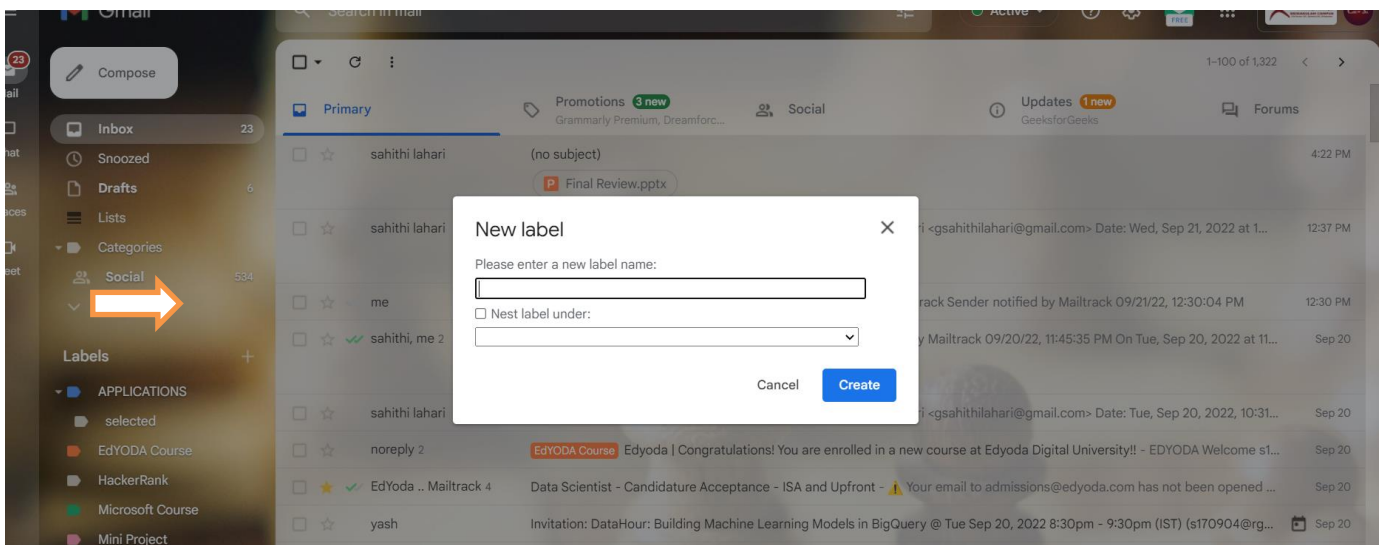 Gmail
Search in mail
Active
FREE
23
Compose
1–100 of 1,322
Primary
Promotions 3 new
Grammarly Premium, Dreamforc...
Social
Updates 1 new
GeeksforGeeks
Forums
Inbox 23
Snoozed
Drafts 6
Lists
Categories
Social 534
Labels
APPLICATIONS
selected
EdYODA Course
HackerRank
Microsoft Course
Mini Project
sahithi lahari (no subject) 4:22 PM
P Final Review.pptx
sahithi lahari i <gsahithilahari@gmail.com> Date: Wed, Sep 21, 2022 at 1... 12:37 PM
me rack Sender notified by Mailtrack 09/21/22, 12:30:04 PM 12:30 PM
sahithi, me 2 y Mailtrack 09/20/22, 11:45:35 PM On Tue, Sep 20, 2022 at 11... Sep 20
sahithi lahari i <gsahithilahari@gmail.com> Date: Tue, Sep 20, 2022, 10:31... Sep 20
noreply 2 EdYODA Course Edyoda | Congratulations! You are enrolled in a new course at Edyoda Digital University!! - EDYODA Welcome s1... Sep 20
EdYoda .. Mailtrack 4 Data Scientist - Candidature Acceptance - ISA and Upfront - ⚠ Your email to admissions@edyoda.com has not been opened ... Sep 20
yash Invitation: DataHour: Building Machine Learning Models in BigQuery @ Tue Sep 20, 2022 8:30pm - 9:30pm (IST) (s170904@rg... Sep 20
New label
Please enter a new label name:
Nest label under:
Cancel
Create